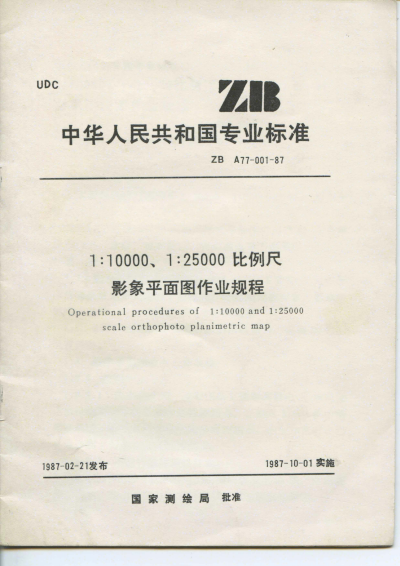 UDC
ZB
中华人民共和国专业标准
ZB A77-001-87
1:10000、1:25000 比例尺
影象平面图作业规程
Operational procedures of 1:10000 and 1:25000
scale orthophoto planimetric map
1987-02-21发布
1987-10-01 实施
国家测绘局 批准